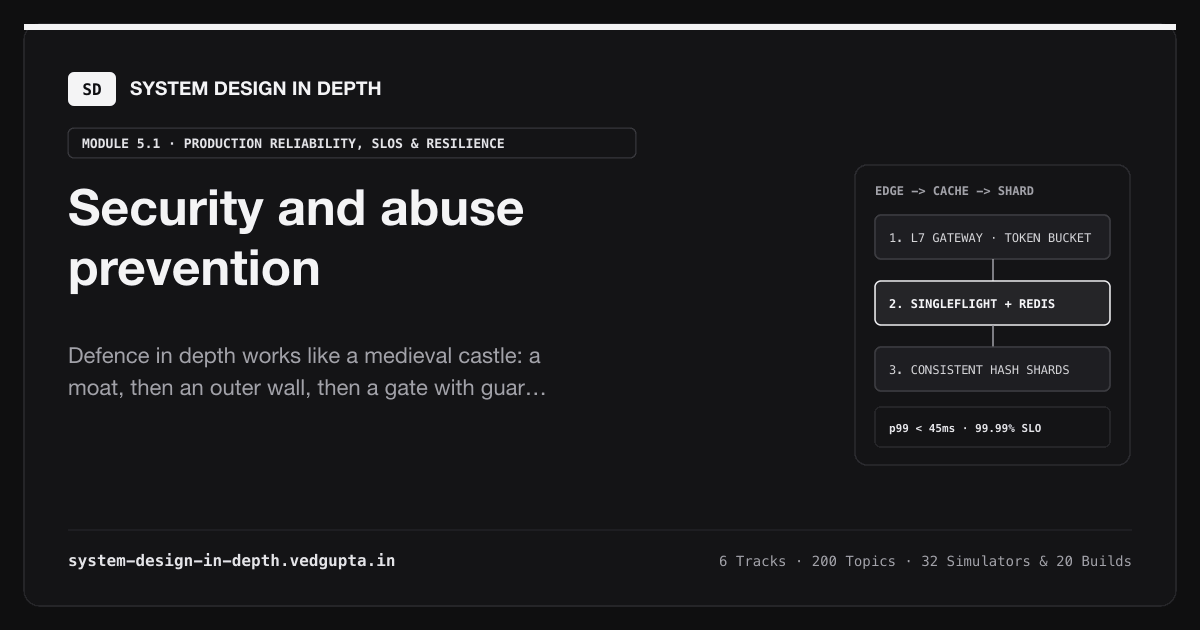 SD SYSTEM DESIGN IN DEPTH
MODULE 5.1 · PRODUCTION RELIABILITY, SLOS & RESILIENCE
Security and abuse
prevention
Defence in depth works like a medieval castle: a
moat, then an outer wall, then a gate with guar…
EDGE —> CACHE —> SHARD
1. L7 GATEWAY · TOKEN BUCKET
2. SINGLEFLIGHT + REDIS
3. CONSISTENT HASH SHARDS
p99 < 45ms · 99.99% SLO
system-design-in-depth.vedgupta.in
6 Tracks · 200 Topics · 32 Simulators & 20 Builds